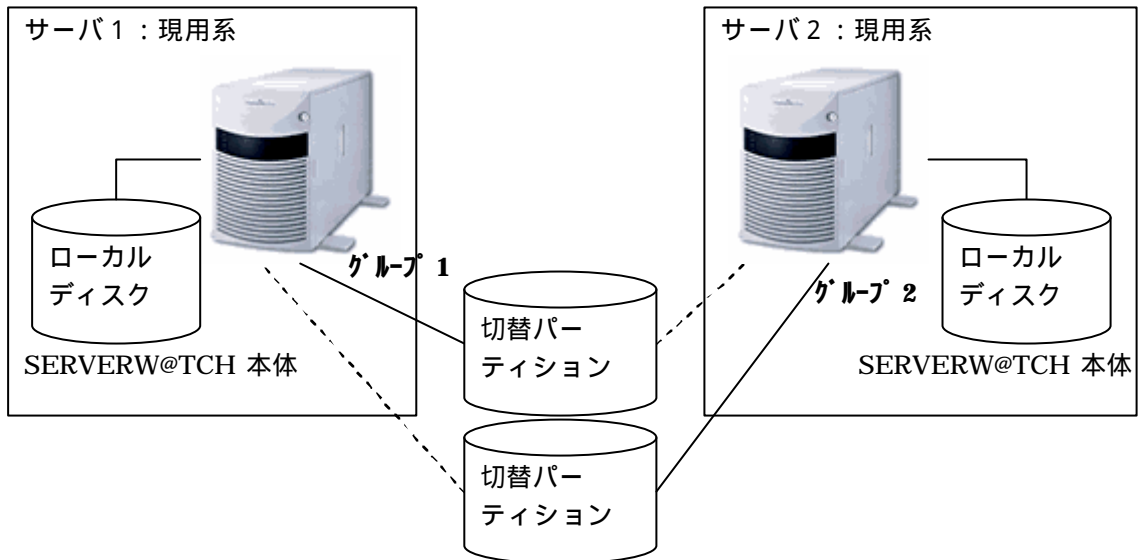 サーバ１：現用系
ローカル
ディスク
SERVERW@TCH 本体
ｸﾞﾙｰﾌﾟ 1
切替パー
ティション
切替パー
ティション
サーバ２：現用系
ｸﾞﾙｰﾌﾟ 2
ローカル
ディスク
SERVERW@TCH 本体